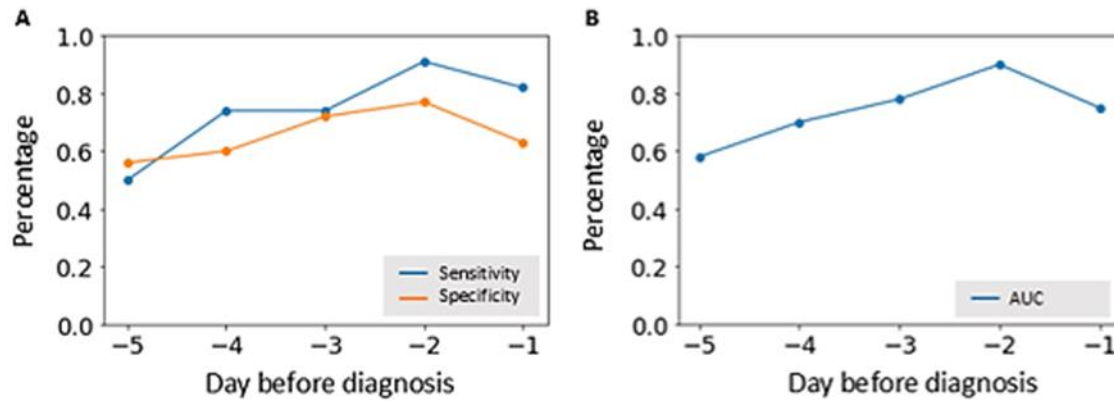 A
1.0
0.8
0.6
0.4
0.2
0.0
Percentage
Sensitivity
Specificity
−5 −4 −3 −2 −1
Day before diagnosis
B
1.0
0.8
0.6
0.4
0.2
0.0
Percentage
AUC
−5 −4 −3 −2 −1
Day before diagnosis